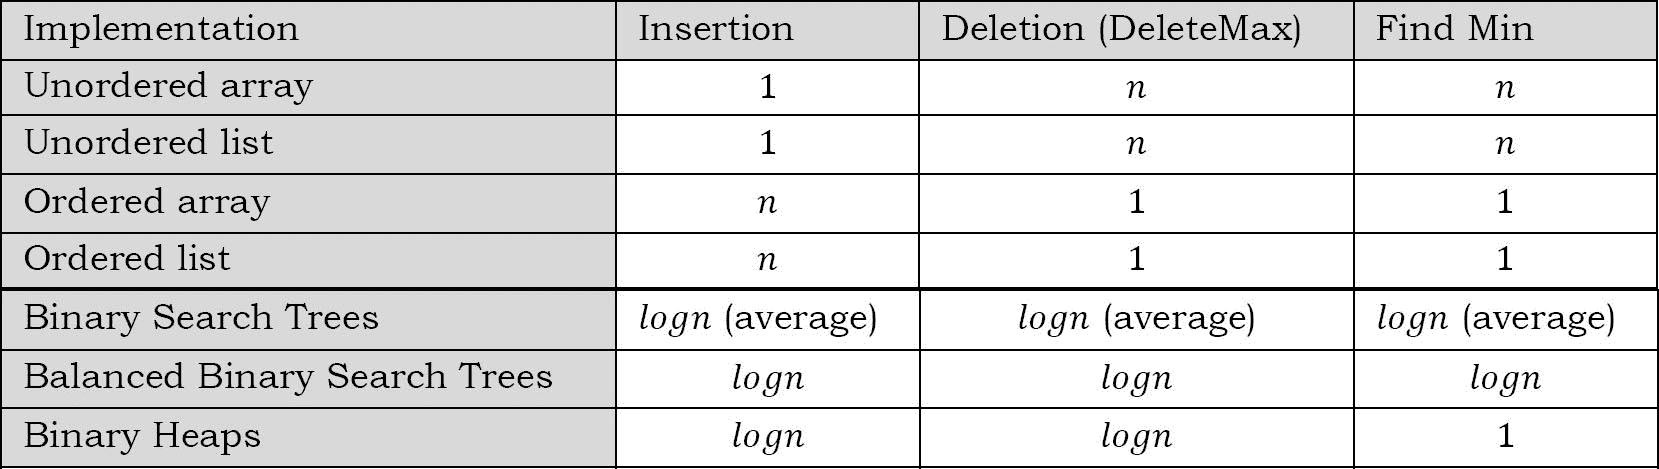 Implementation Insertion Deletion (DeleteMax) Find Min
Unordered array 1 n n
Unordered list 1 n n
Ordered array n 1 1
Ordered list n 1 1
Binary Search Trees logn (average) logn (average) logn (average)
Balanced Binary Search Trees logn logn logn
Binary Heaps logn logn 1